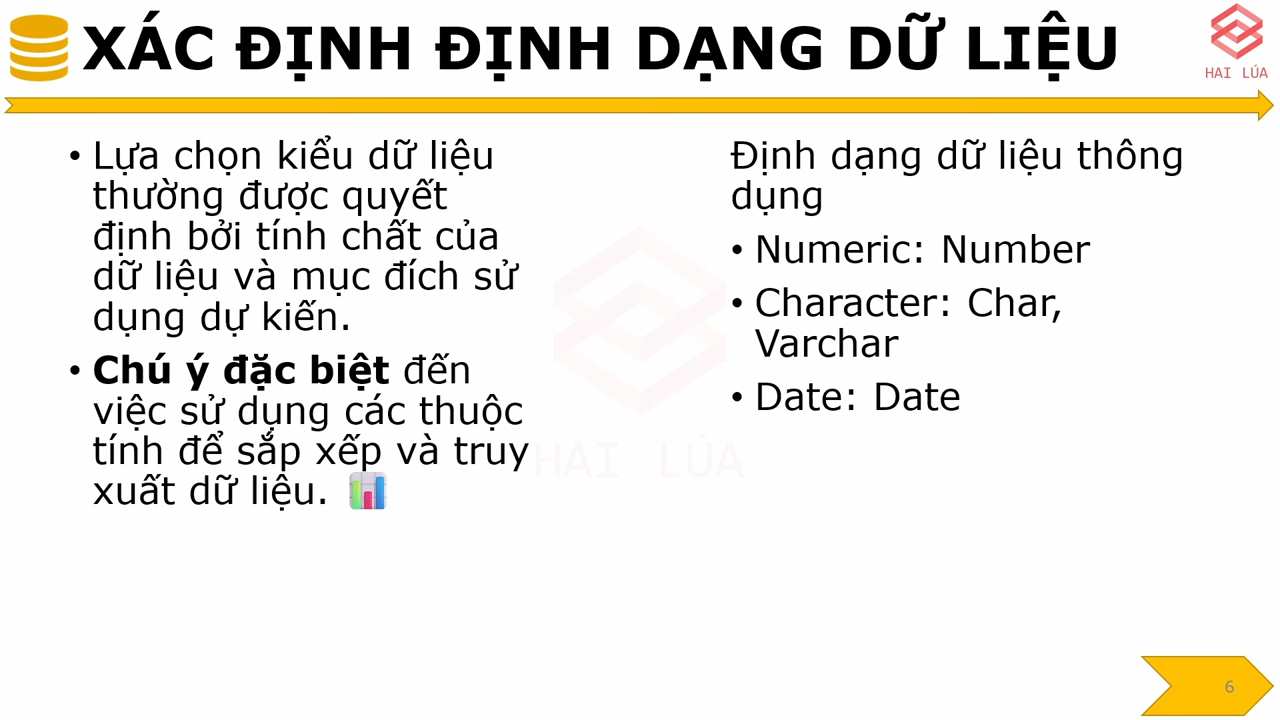 XÁC ĐỊNH ĐỊNH DẠNG DỮ LIỆU
HAI LÚA
• Lựa chọn kiểu dữ liệu
thường được quyết
định bởi tính chất của
dữ liệu và mục đích sử
dụng dự kiến.
• Chú ý đặc biệt đến
việc sử dụng các thuộc
tính để sắp xếp và truy
xuất dữ liệu.
Định dạng dữ liệu thông
dụng
• Numeric: Number
• Character: Char,
Varchar
• Date: Date
HAI LÚA
6